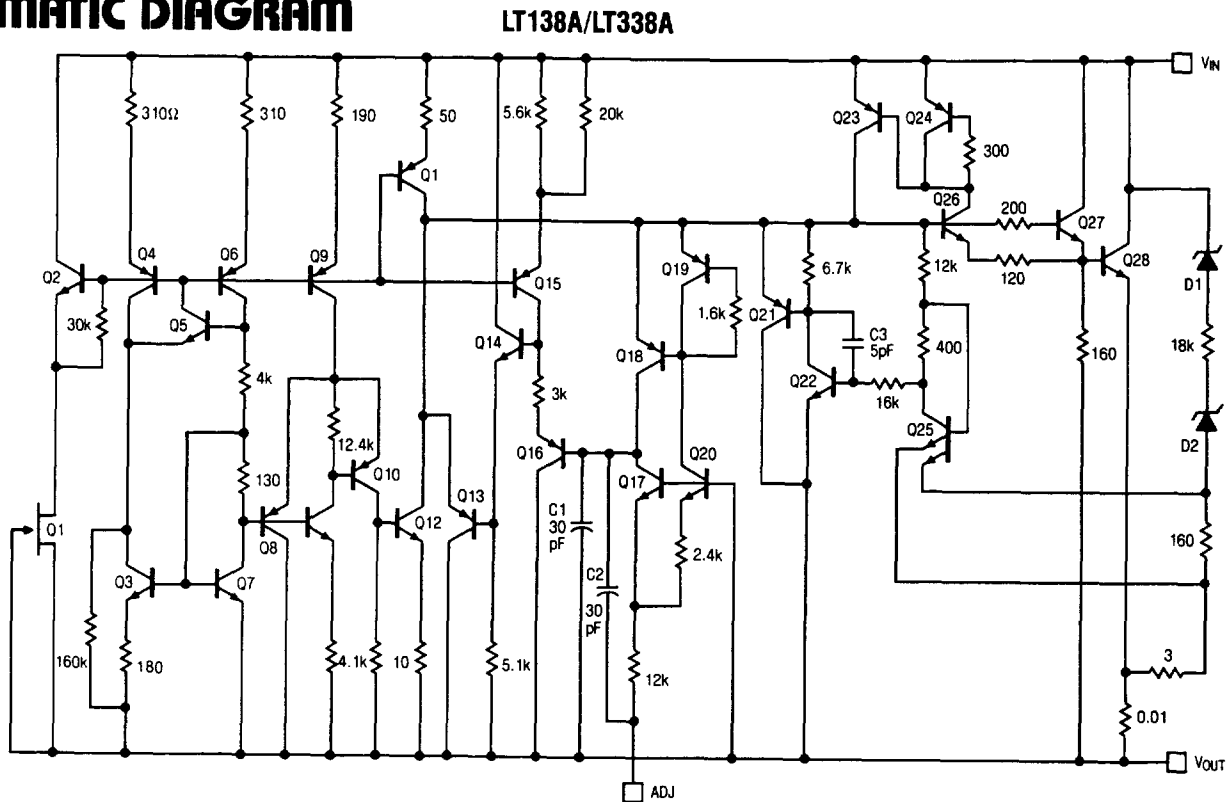 MATIC DIAGRAM
LT138A/LT338A
VIN
310Ω
310
190
50
5.6k
20k
Q23
Q24
300
Q1
Q26
200
Q27
Q2
Q4
Q6
Q9
Q15
Q19
6.7k
12k
120
Q28
D1
30k
Q5
Q14
1.6k
Q21
C3
5pF
400
160
18k
4k
Q18
Q22
16k
3k
D2
12.4k
Q25
130
Q10
Q16
Q17
Q20
Q1
Q8
Q12
Q13
C1
30
pF
2.4k
160
Q3
Q7
C2
30
pF
160k
180
4.1k
10
5.1k
12k
3
0.01
VOUT
ADJ